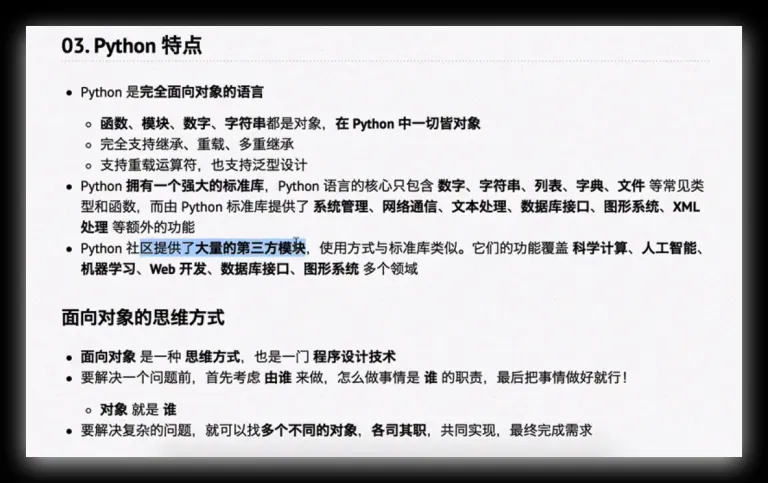 03. Python 特点
Python 是完全面向对象的语言
函数、模块、数字、字符串都是对象，在 Python 中一切皆对象
完全支持继承、重载、多重继承
支持重载运算符，也支持泛型设计
Python 拥有一个强大的标准库，Python 语言的核心只包含 数字、字符串、列表、字典、文件 等常见类
型和函数，而由 Python 标准库提供了 系统管理、网络通信、文本处理、数据库接口、图形系统、XML
处理 等额外的功能
Python 社区提供了大量的第三方模块，使用方式与标准库类似。它们的功能覆盖 科学计算、人工智能、
机器学习、Web 开发、数据库接口、图形系统 多个领域
面向对象的思维方式
面向对象 是一种 思维方式，也是一门 程序设计技术
要解决一个问题前，首先考虑 由谁 来做，怎么做事情是 谁 的职责，最后把事情做好就行！
对象 就是 谁
要解决复杂的问题，就可以找多个不同的对象，各司其职，共同实现，最终完成需求